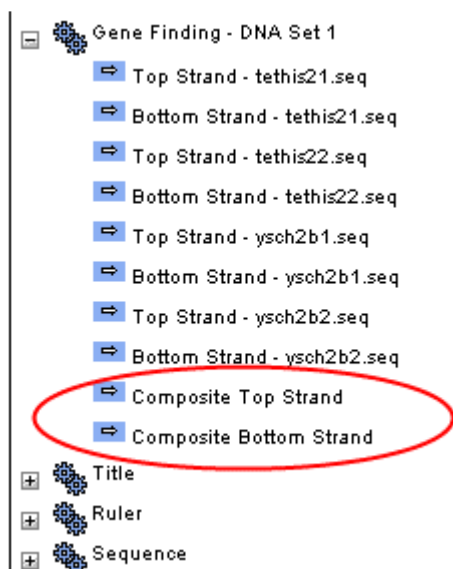 Gene Finding - DNA Set 1
Top Strand - tethis21.seq
Bottom Strand - tethis21.seq
Top Strand - tethis22.seq
Bottom Strand - tethis22.seq
Top Strand - ysch2b1.seq
Bottom Strand - ysch2b1.seq
Top Strand - ysch2b2.seq
Bottom Strand - ysch2b2.seq
Composite Top Strand
Composite Bottom Strand
Title
Ruler
Sequence